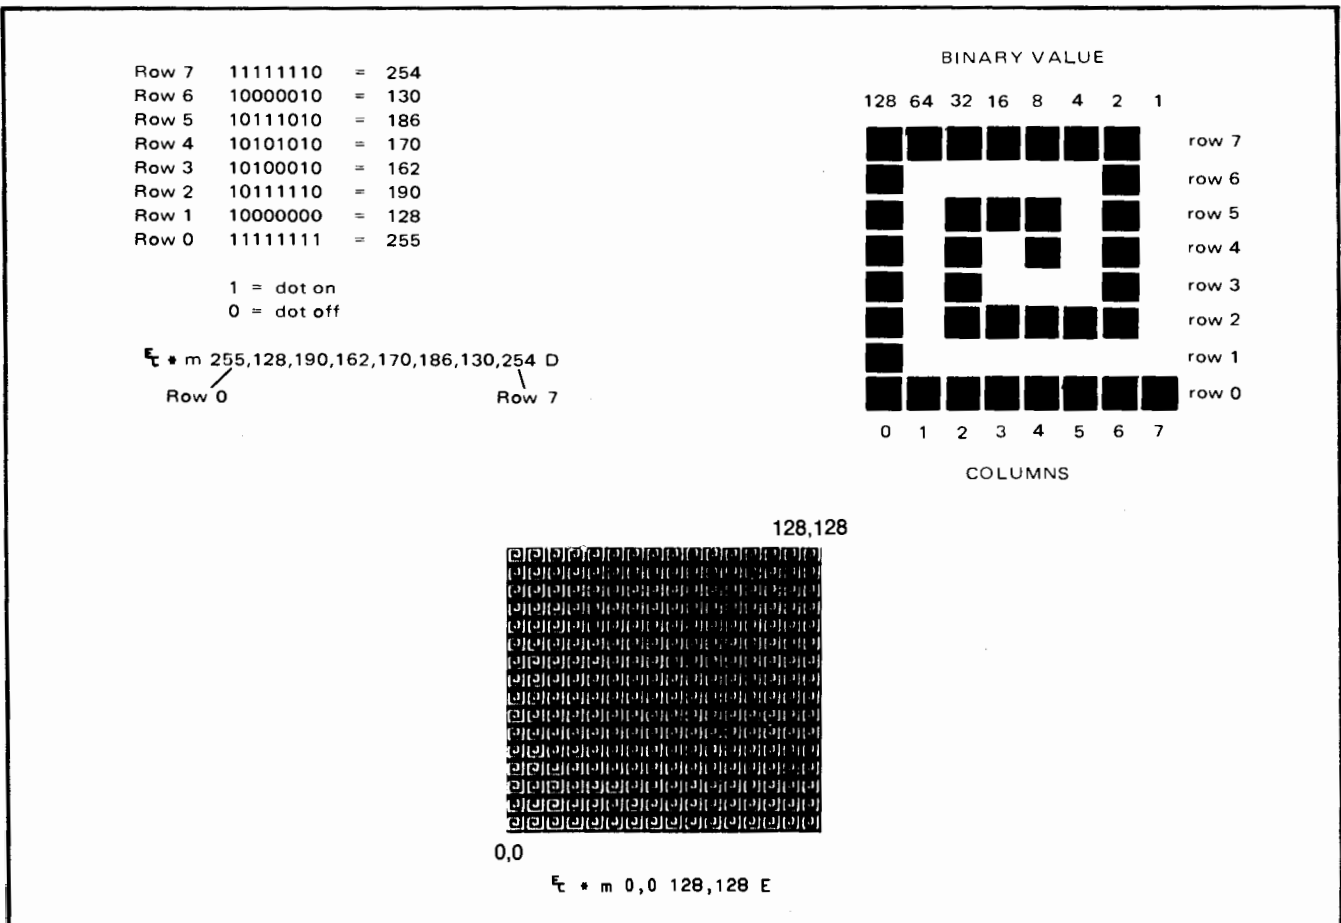 Row 7 11111110 = 254
Row 6 10000010 = 130
Row 5 10111010 = 186
Row 4 10101010 = 170
Row 3 10100010 = 162
Row 2 10111110 = 190
Row 1 10000000 = 128
Row 0 11111111 = 255
1 = dot on
0 = dot off
␛ * m 255,128,190,162,170,186,130,254 D
Row 0 Row 7
BINARY VALUE
128 64 32 16 8 4 2 1
row 7
row 6
row 5
row 4
row 3
row 2
row 1
row 0
0 1 2 3 4 5 6 7
COLUMNS
128,128
0,0
␛ * m 0,0 128,128 E